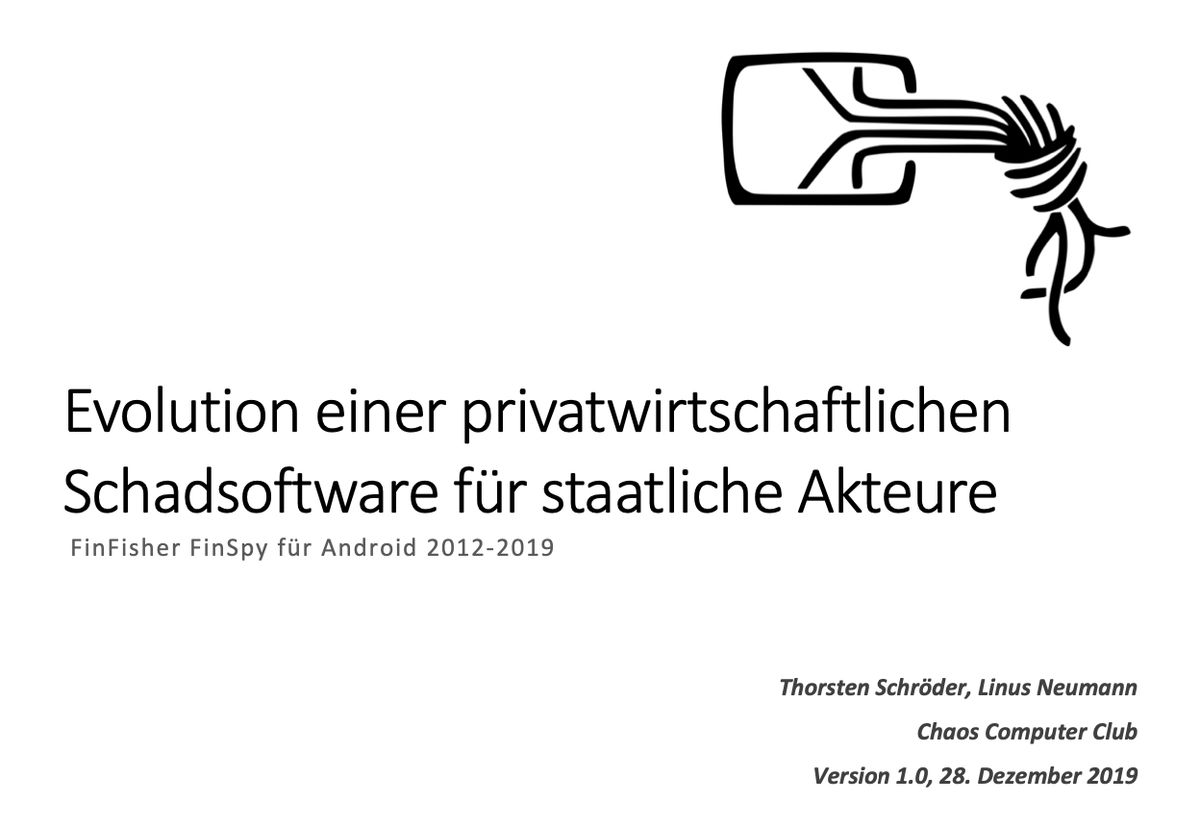 Evolution einer privatwirtschaftlichen
Schadsoftware für staatliche Akteure
FinFisher FinSpy für Android 2012-2019
Thorsten Schröder, Linus Neumann
Chaos Computer Club
Version 1.0, 28. Dezember 2019